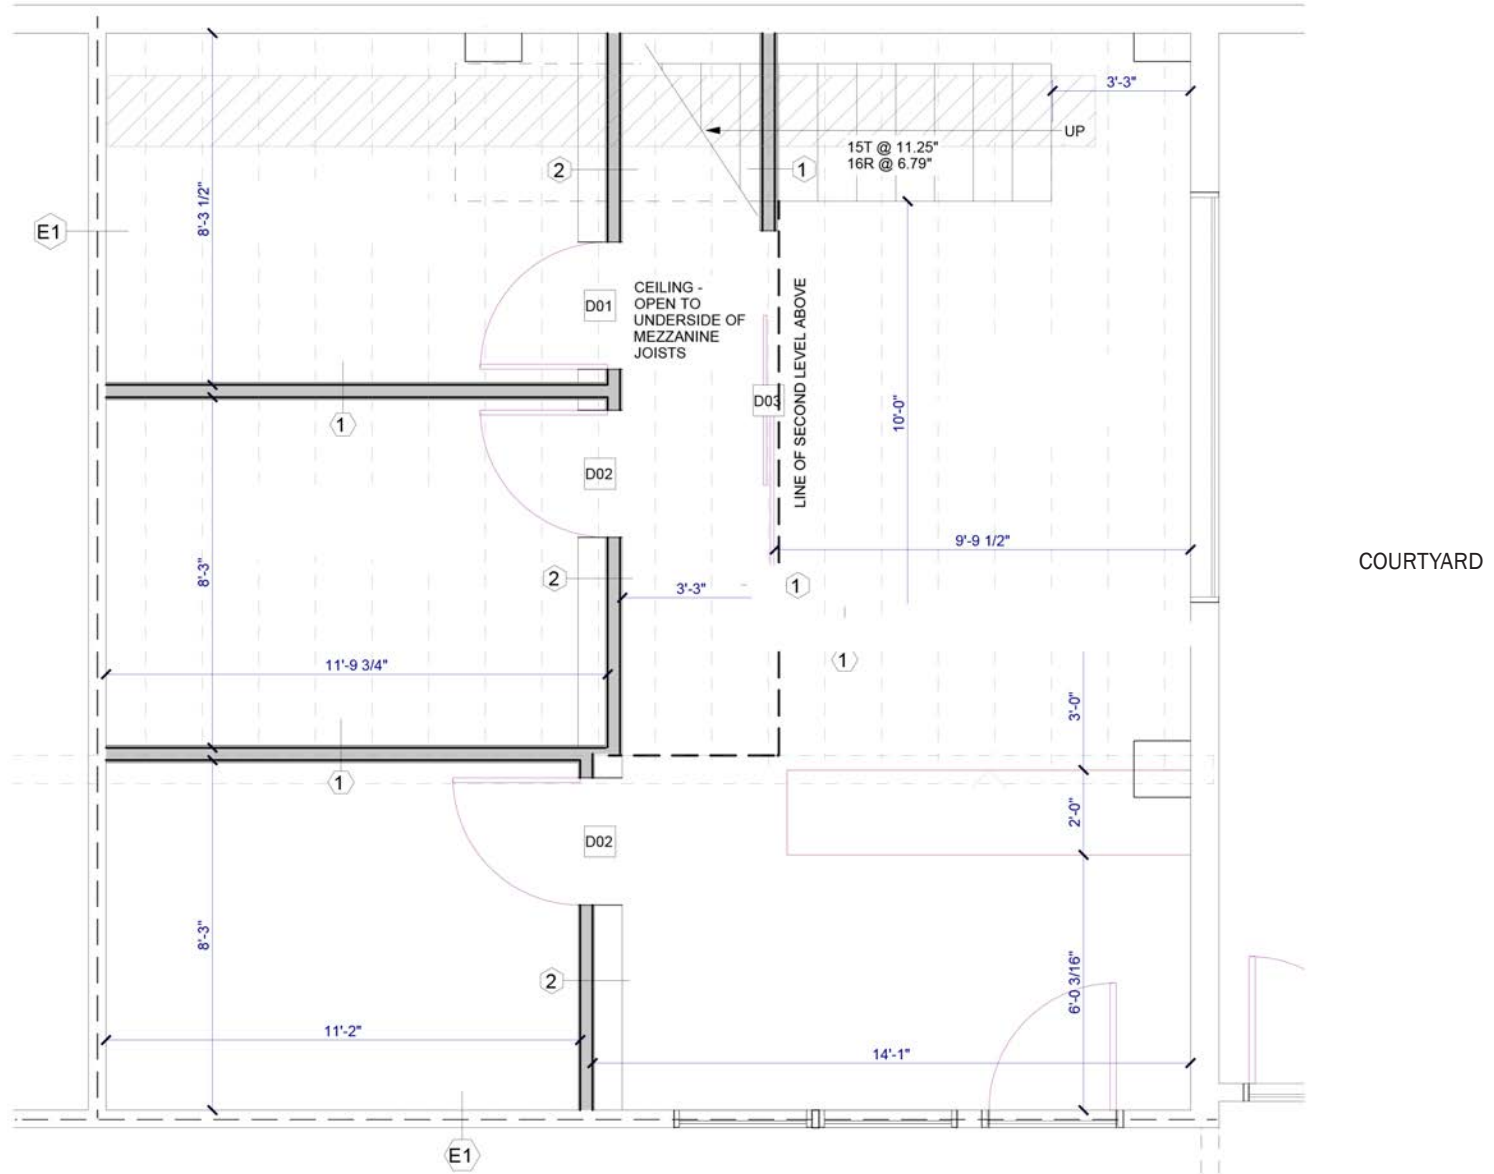 3'-3"
UP
15T @ 11.25"
16R @ 6.79"
2
1
8'-3 1/2"
E1
D01
CEILING -
OPEN TO
UNDERSIDE OF
MEZZANINE
JOISTS
LINE OF SECOND LEVEL ABOVE
D03
10'-0"
1
D02
9'-9 1/2"
COURTYARD
8'-3"
2
3'-3"
1
11'-9 3/4"
1
3'-0"
1
2'-0"
D02
8'-3"
2
6'-0 3/16"
11'-2"
14'-1"
E1